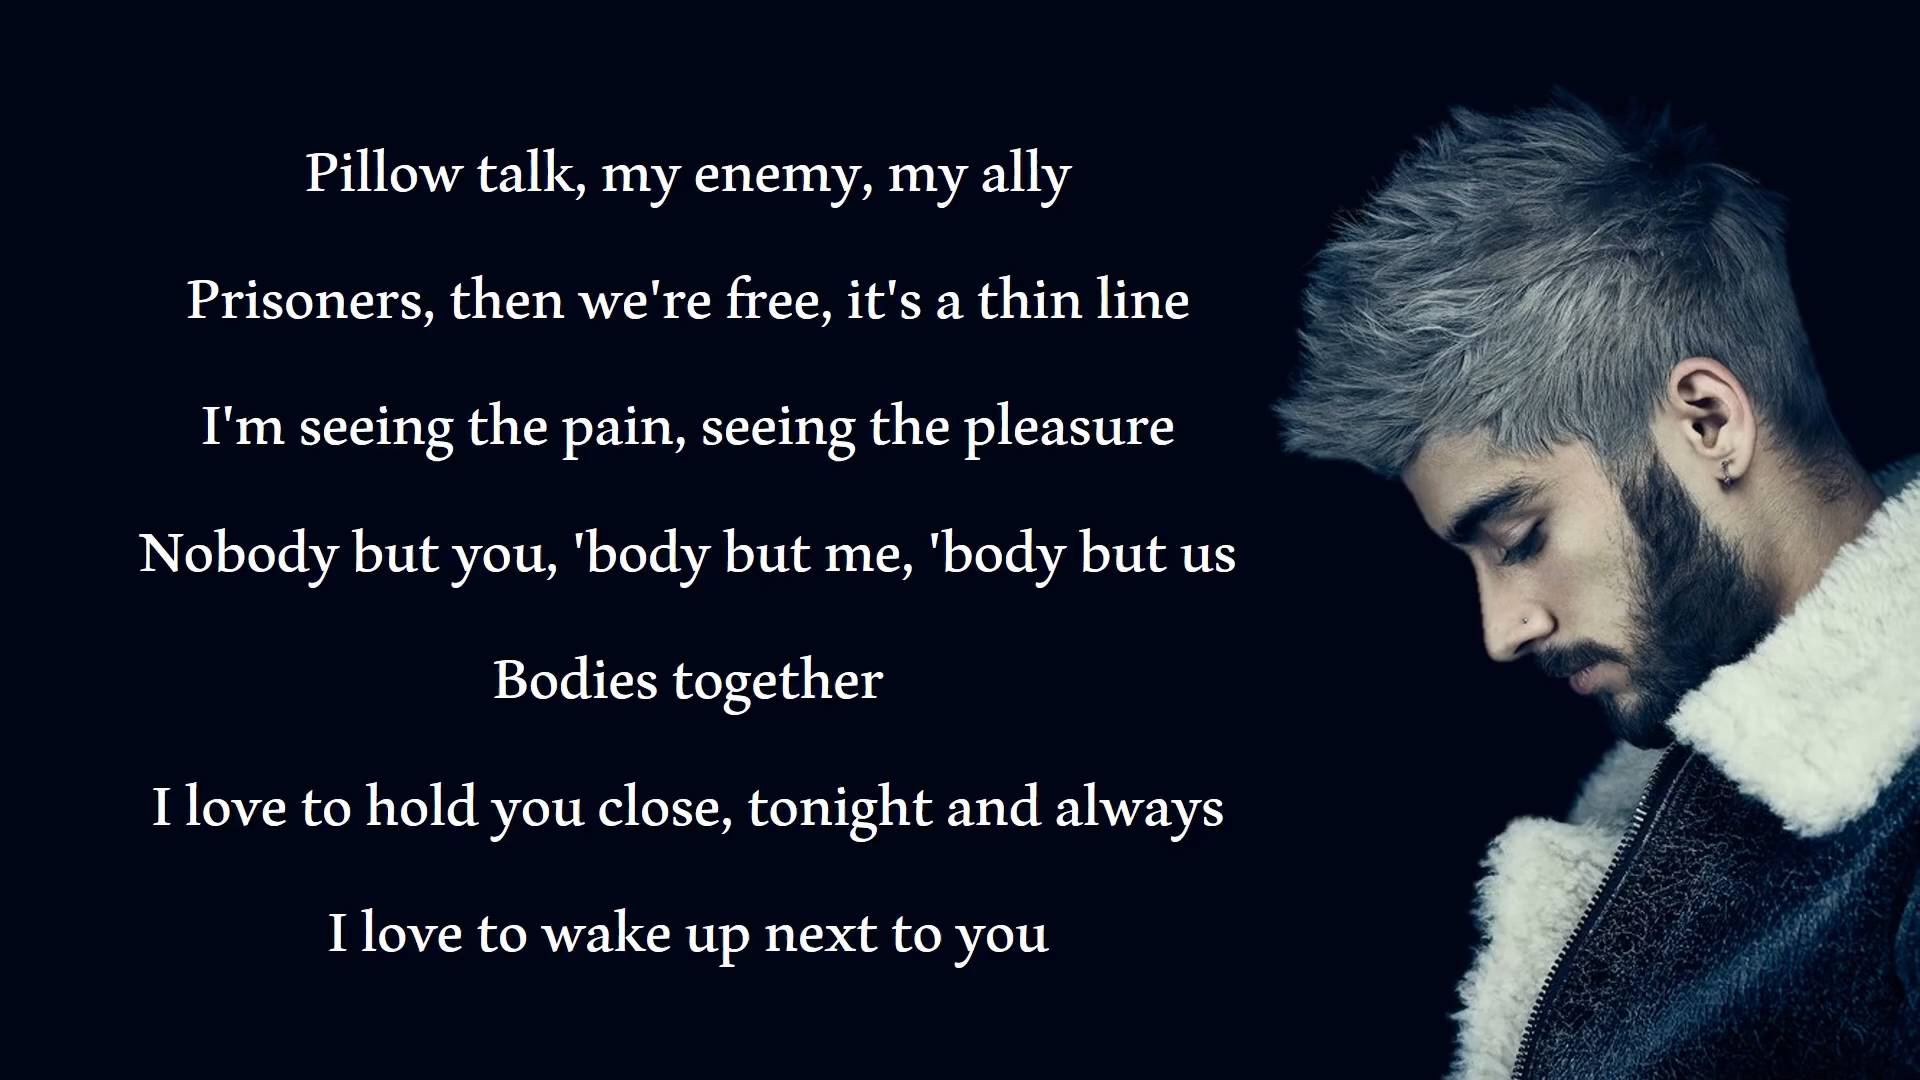 Pillow talk, my enemy, my ally
Prisoners, then we're free, it's a thin line
I'm seeing the pain, seeing the pleasure
Nobody but you, 'body but me, 'body but us
Bodies together
I love to hold you close, tonight and always
I love to wake up next to you